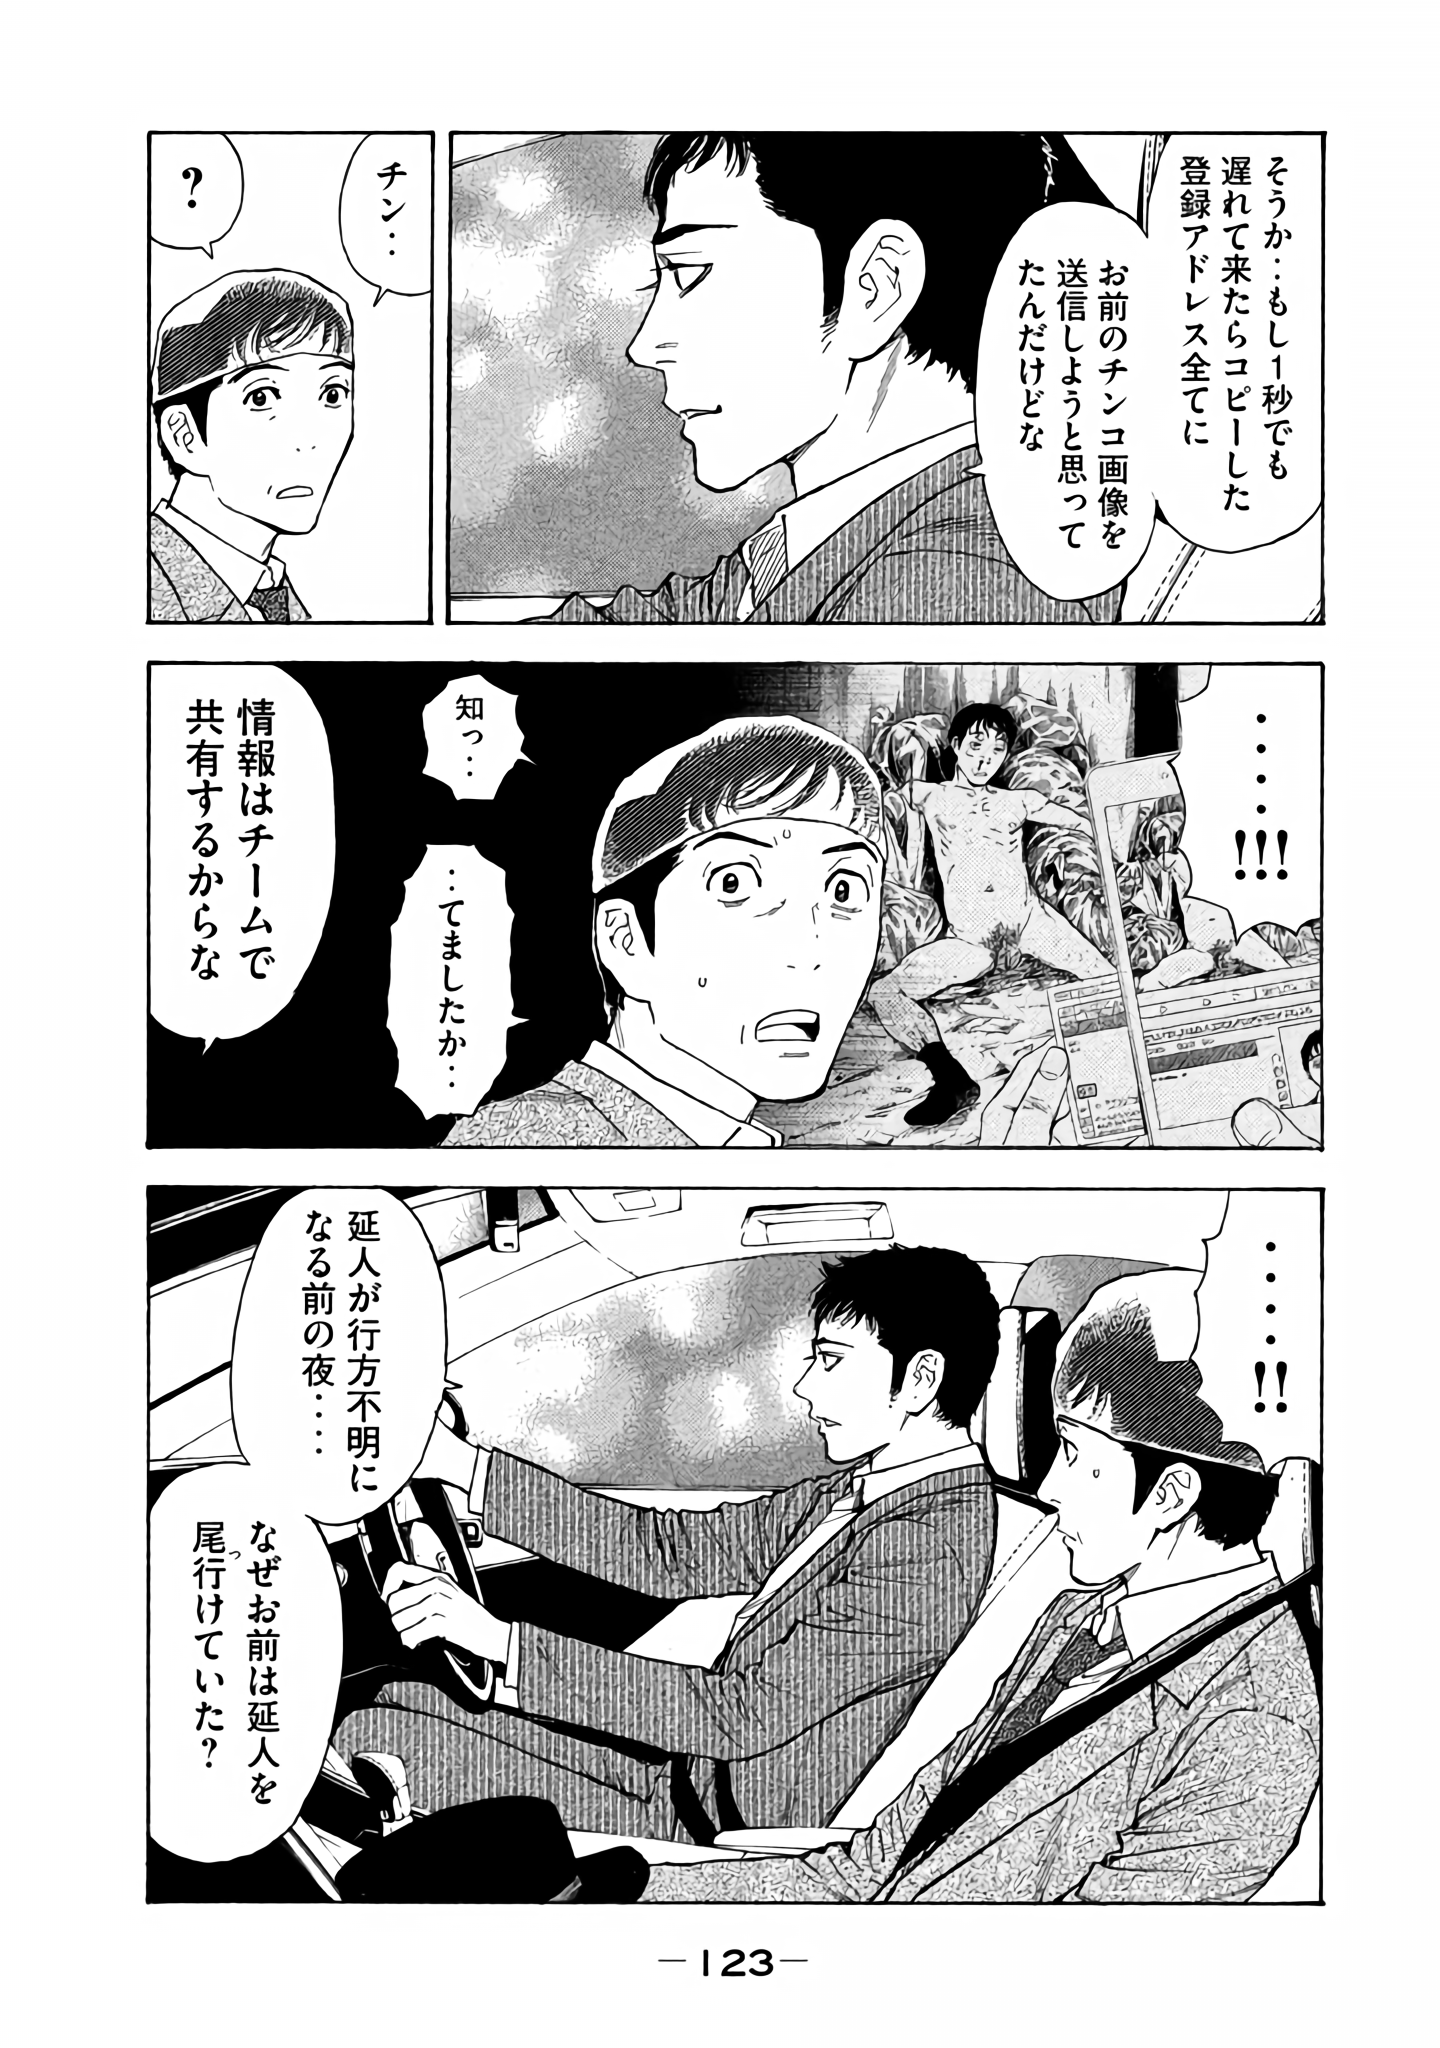 そうか‥もし1秒でも
遅れて来たらコピーした
登録アドレス全てに
お前のチンコ画像を
送信しようと思って
たんだけどな
チン‥
?
‥‥‥!!!
知っ‥
‥てましたか‥
情報はチームで
共有するからな
‥‥‥!!
延人が行方不明に
なる前の夜‥‥
なぜお前は延人を
尾行けていた?
つ
—123—